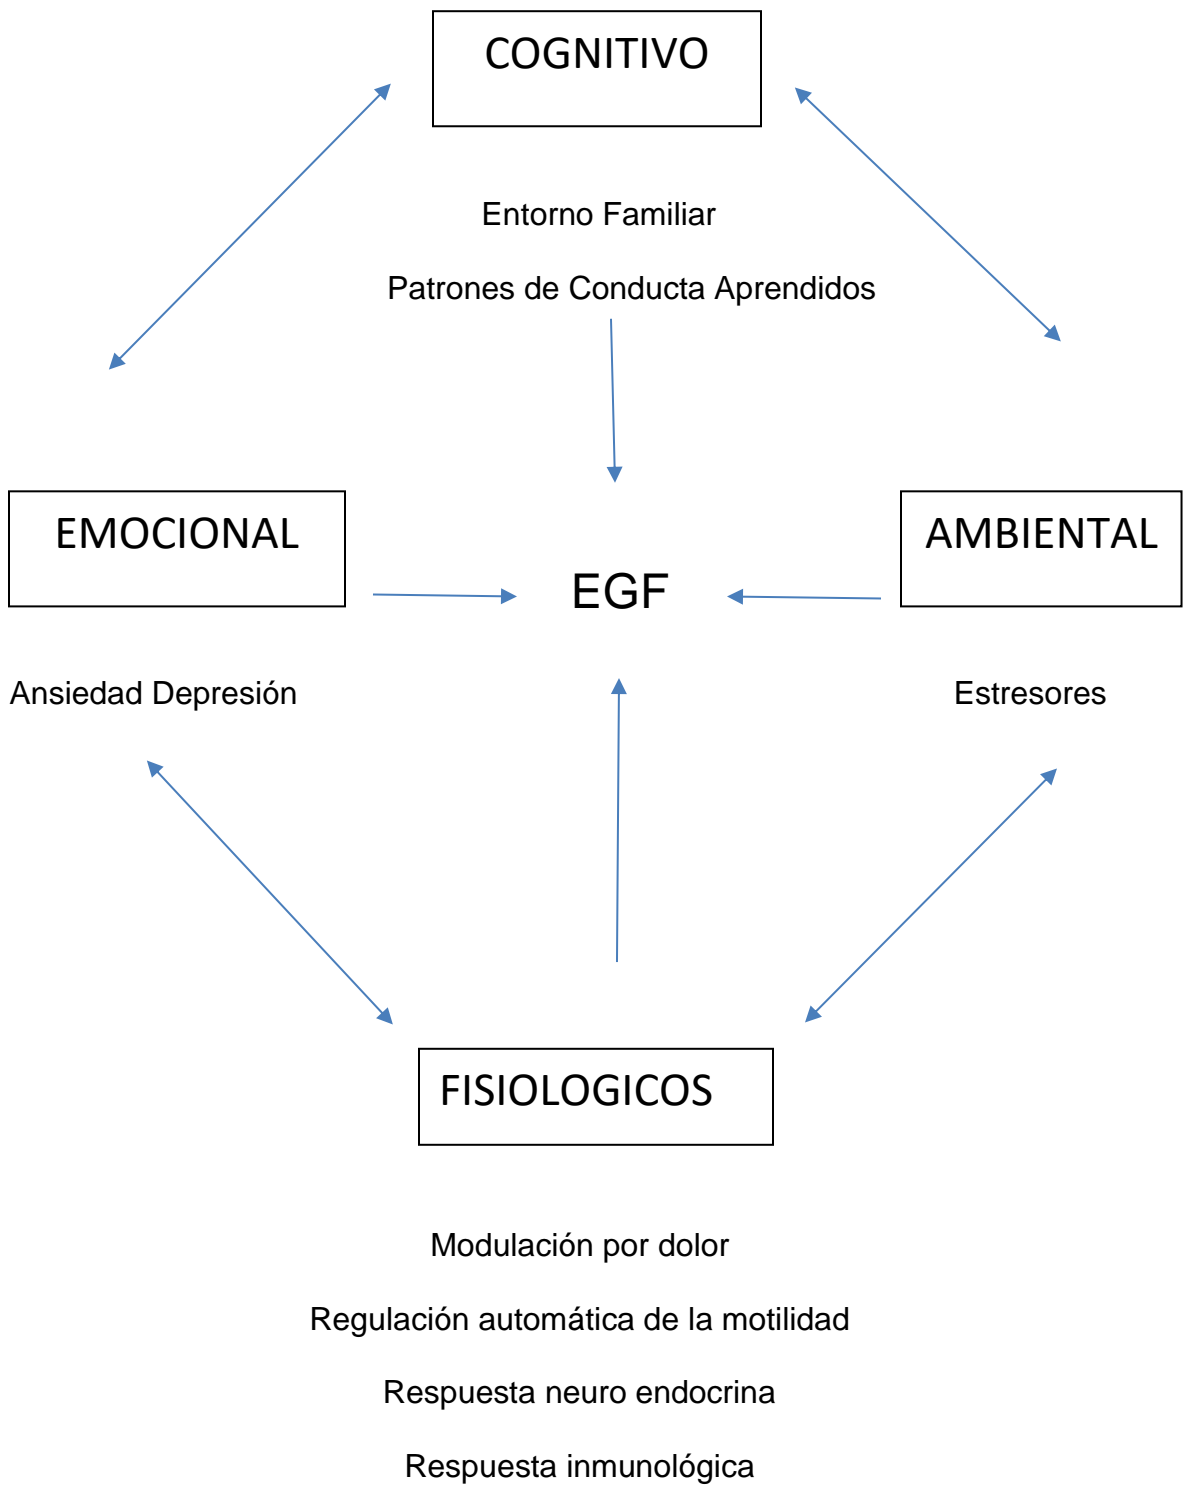 COGNITIVO
Entorno Familiar
Patrones de Conducta Aprendidos
EMOCIONAL
AMBIENTAL
EGF
Ansiedad Depresión
Estresores
FISIOLOGICOS
Modulación por dolor
Regulación automática de la motilidad
Respuesta neuro endocrina
Respuesta inmunológica